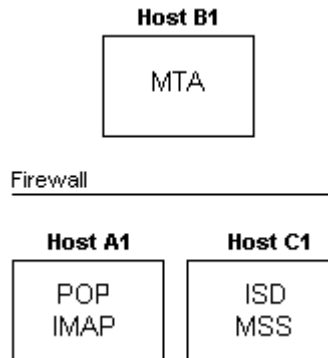 Host B1
MTA
Firewall
Host A1
Host C1
POP
IMAP
ISD
MSS